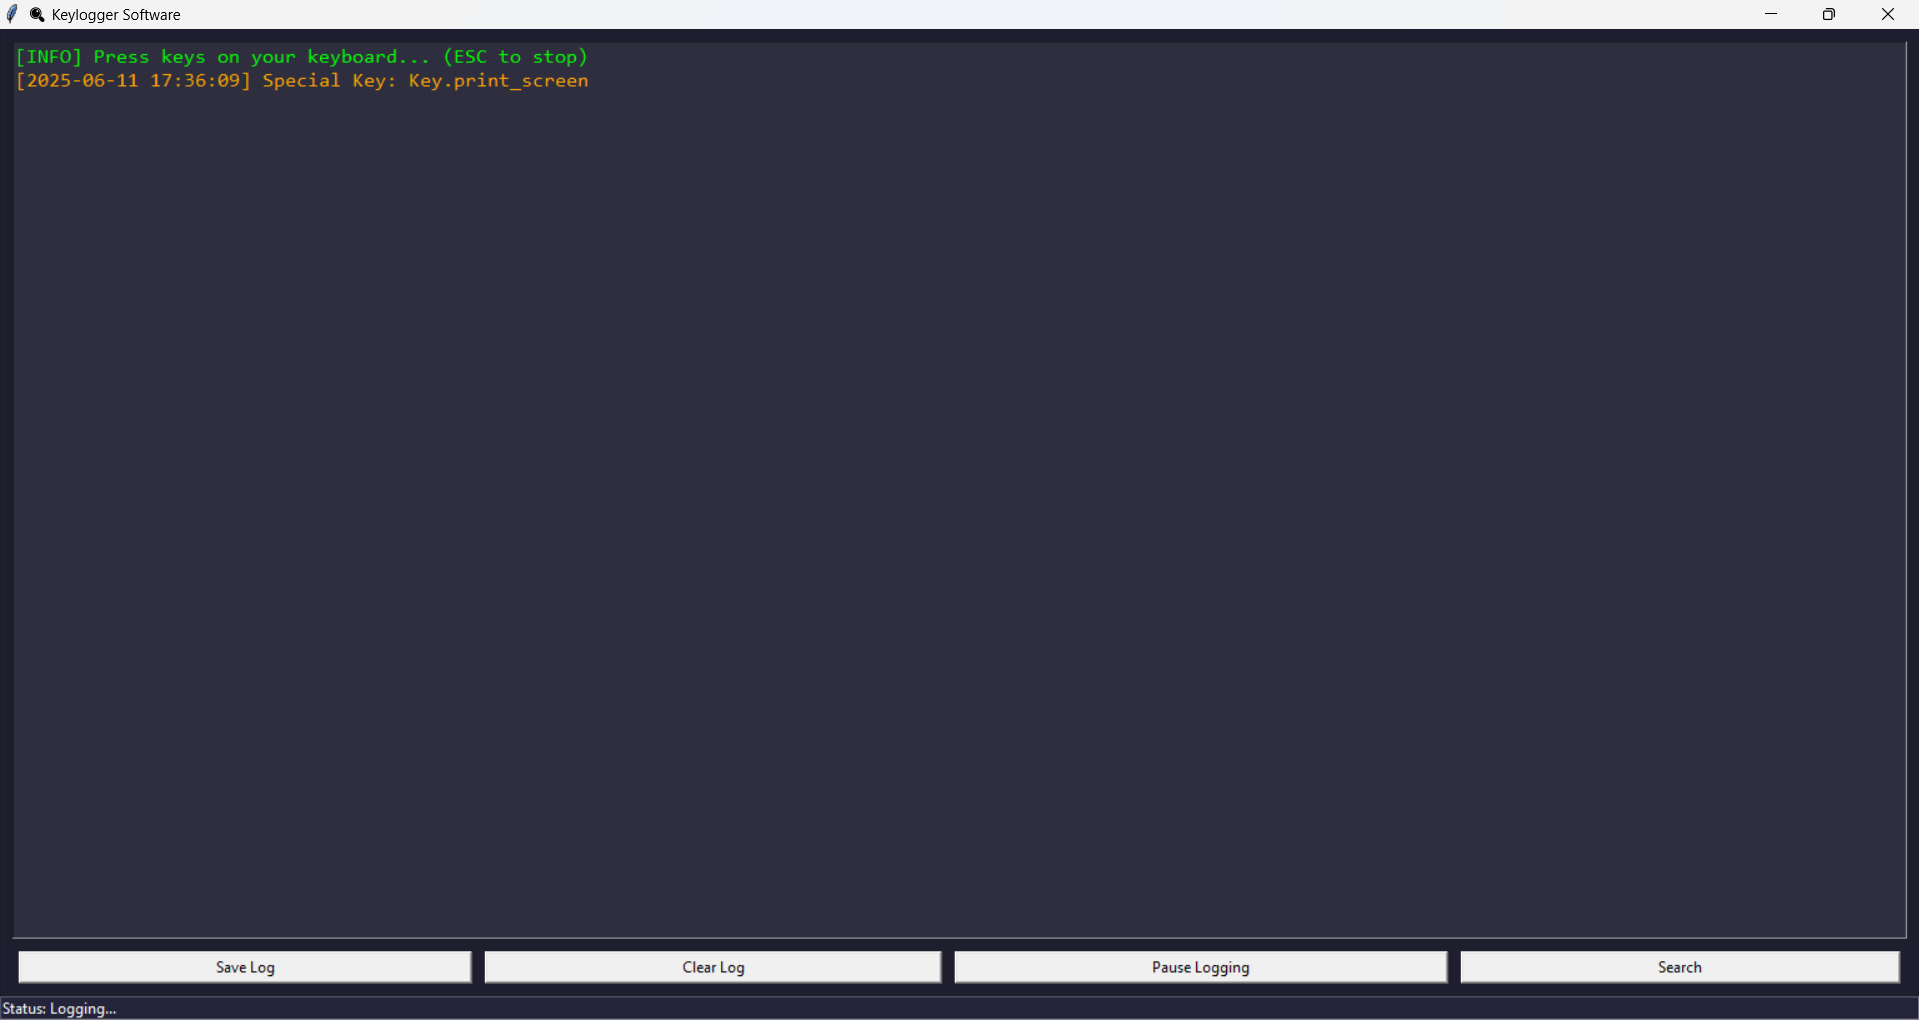 Keylogger Software
[INFO] Press keys on your keyboard... (ESC to stop)
[2025-06-11 17:36:09] Special Key: Key.print_screen
Save Log
Clear Log
Pause Logging
Search
Status: Logging...